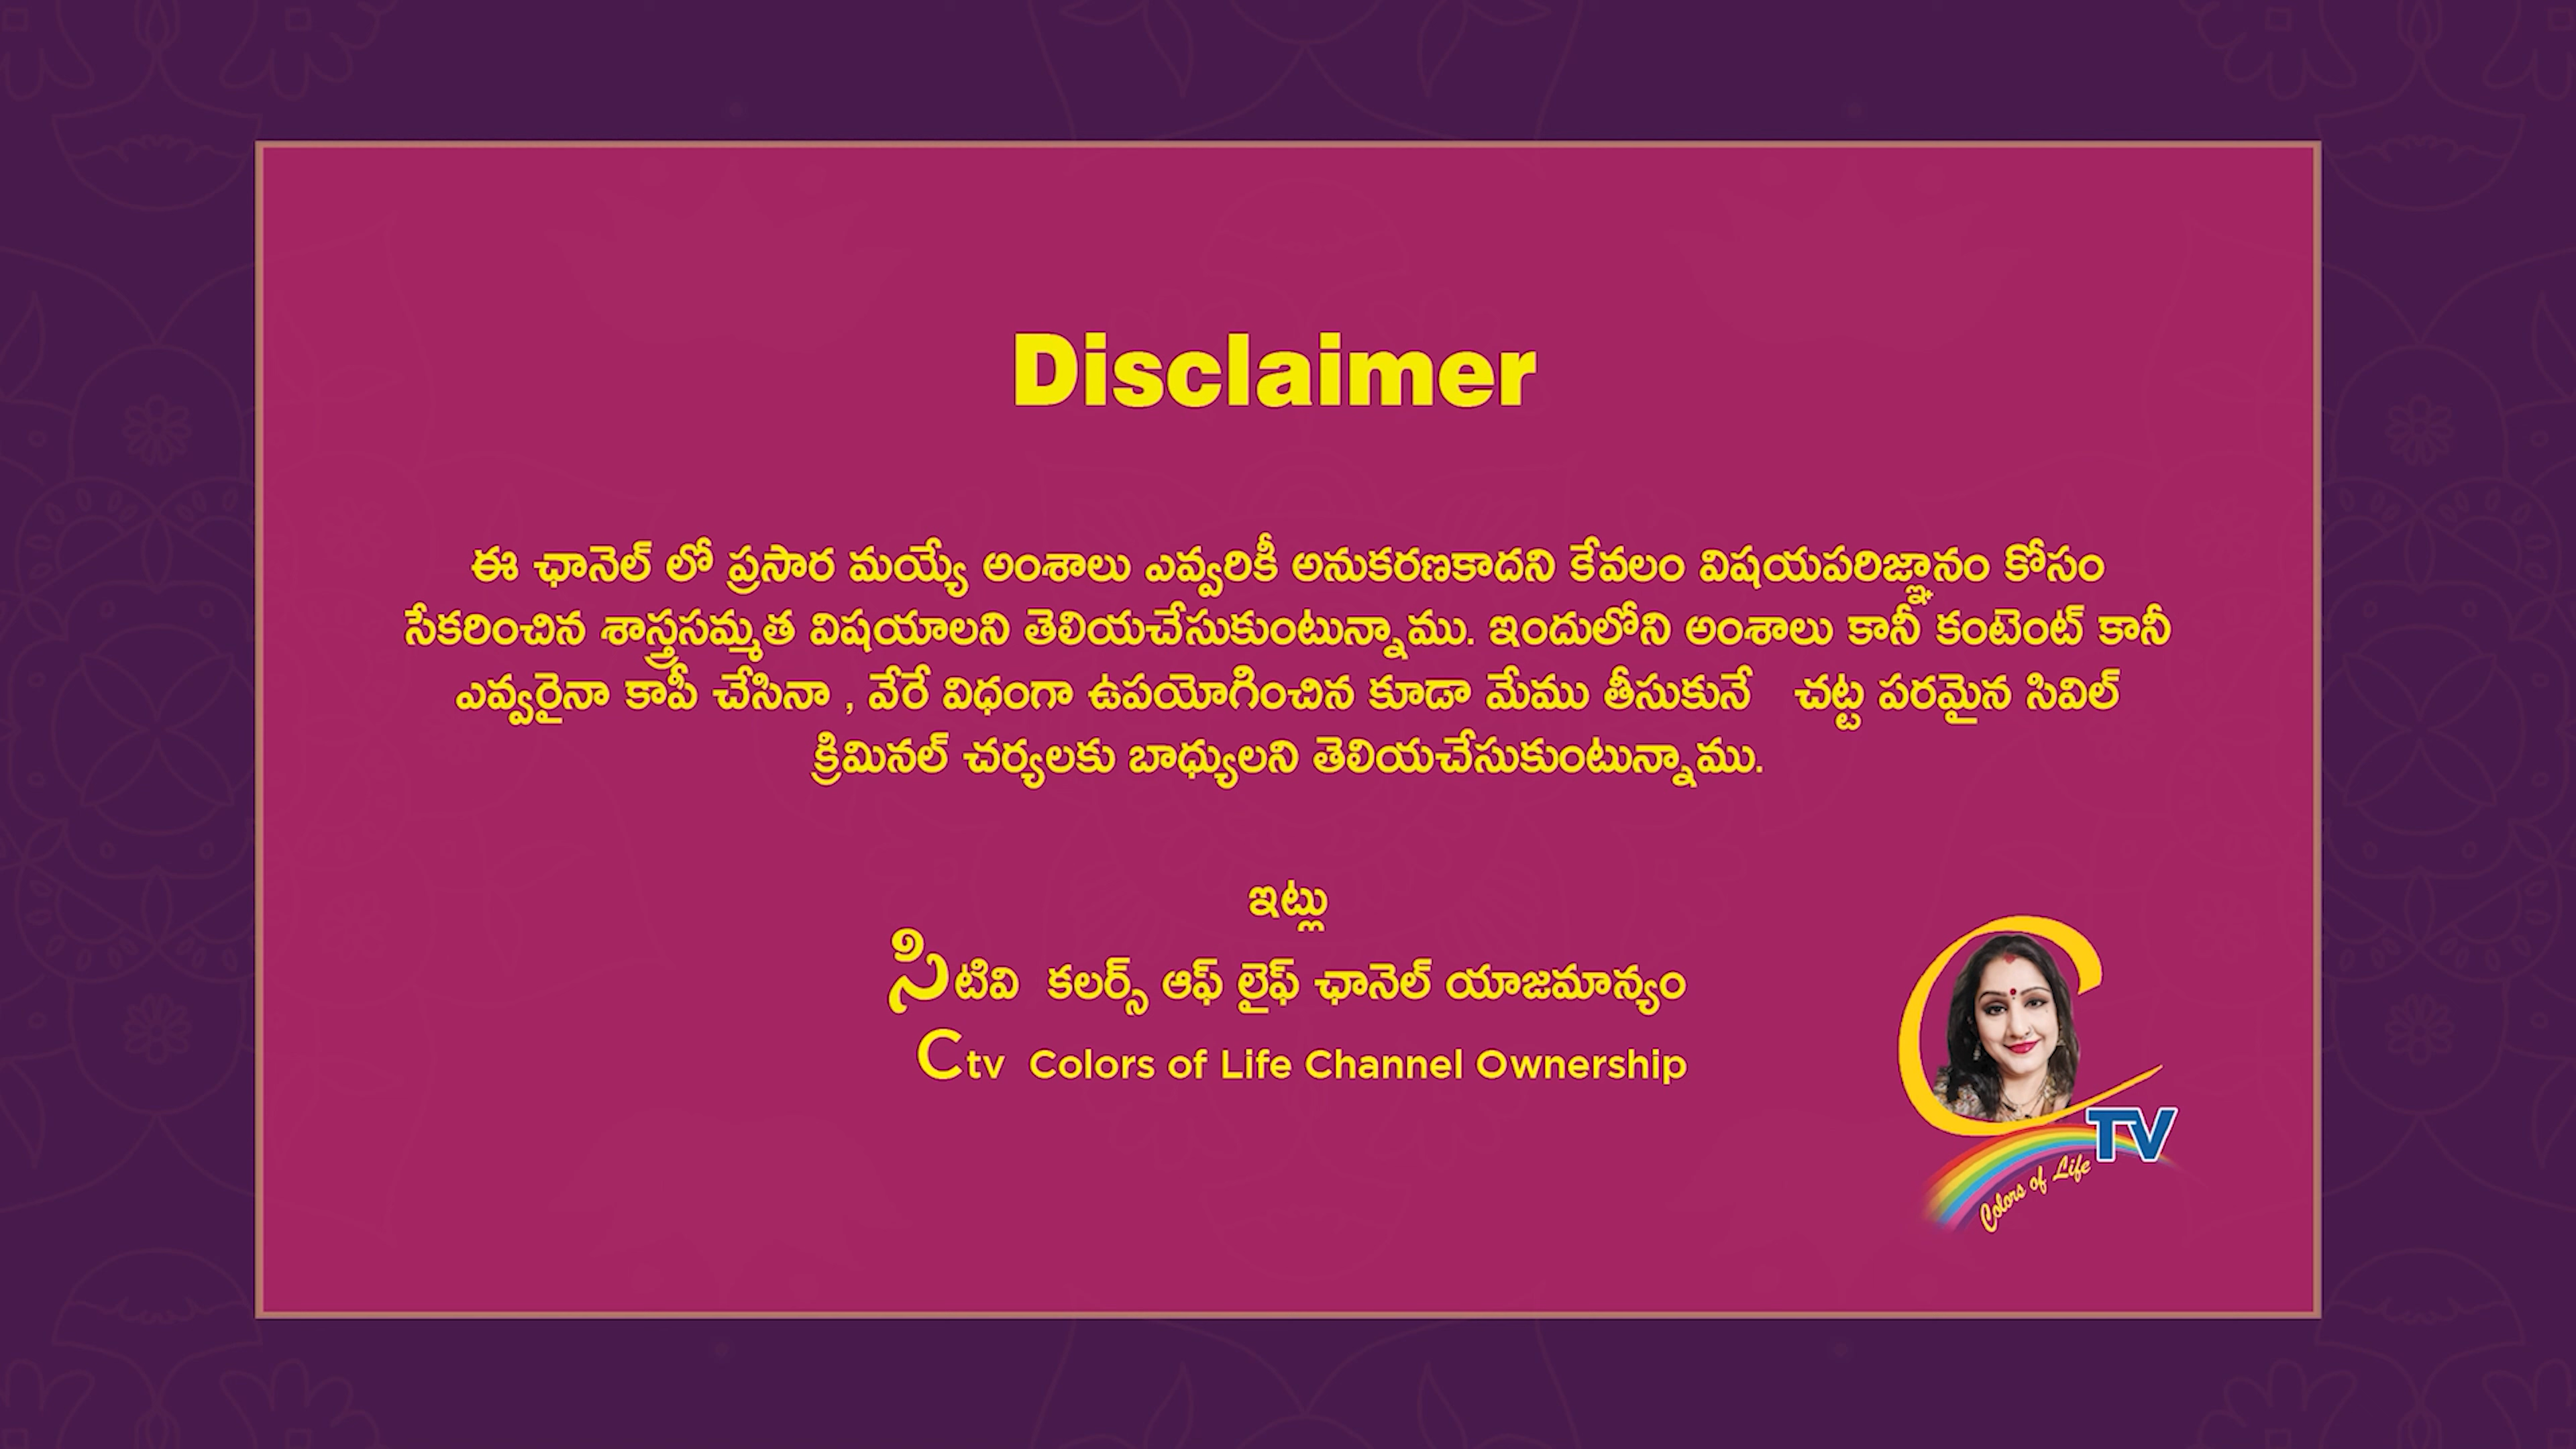 Disclaimer
ఈ ఛానెల్ లో ప్రసార మయ్యే అంశాలు ఎవ్వరికీ అనుకరణకాదని కేవలం విషయపరిజ్ఞానం కోసం
సేకరించిన శాస్త్రసమ్మత విషయాలని తెలియచేసుకుంటున్నాము. ఇందులోని అంశాలు కానీ కంటెంట్ కానీ
ఎవ్వరైనా కాపీ చేసినా , వేరే విధంగా ఉపయోగించిన కూడా మేము తీసుకునే చట్ట పరమైన సివిల్
క్రిమినల్ చర్యలకు బాధ్యులని తెలియచేసుకుంటున్నాము.
ఇట్లు
సిటివి కలర్స్ ఆఫ్ లైఫ్ ఛానెల్ యాజమాన్యం
Ctv Colors of Life Channel Ownership
C TV
Colors of Life